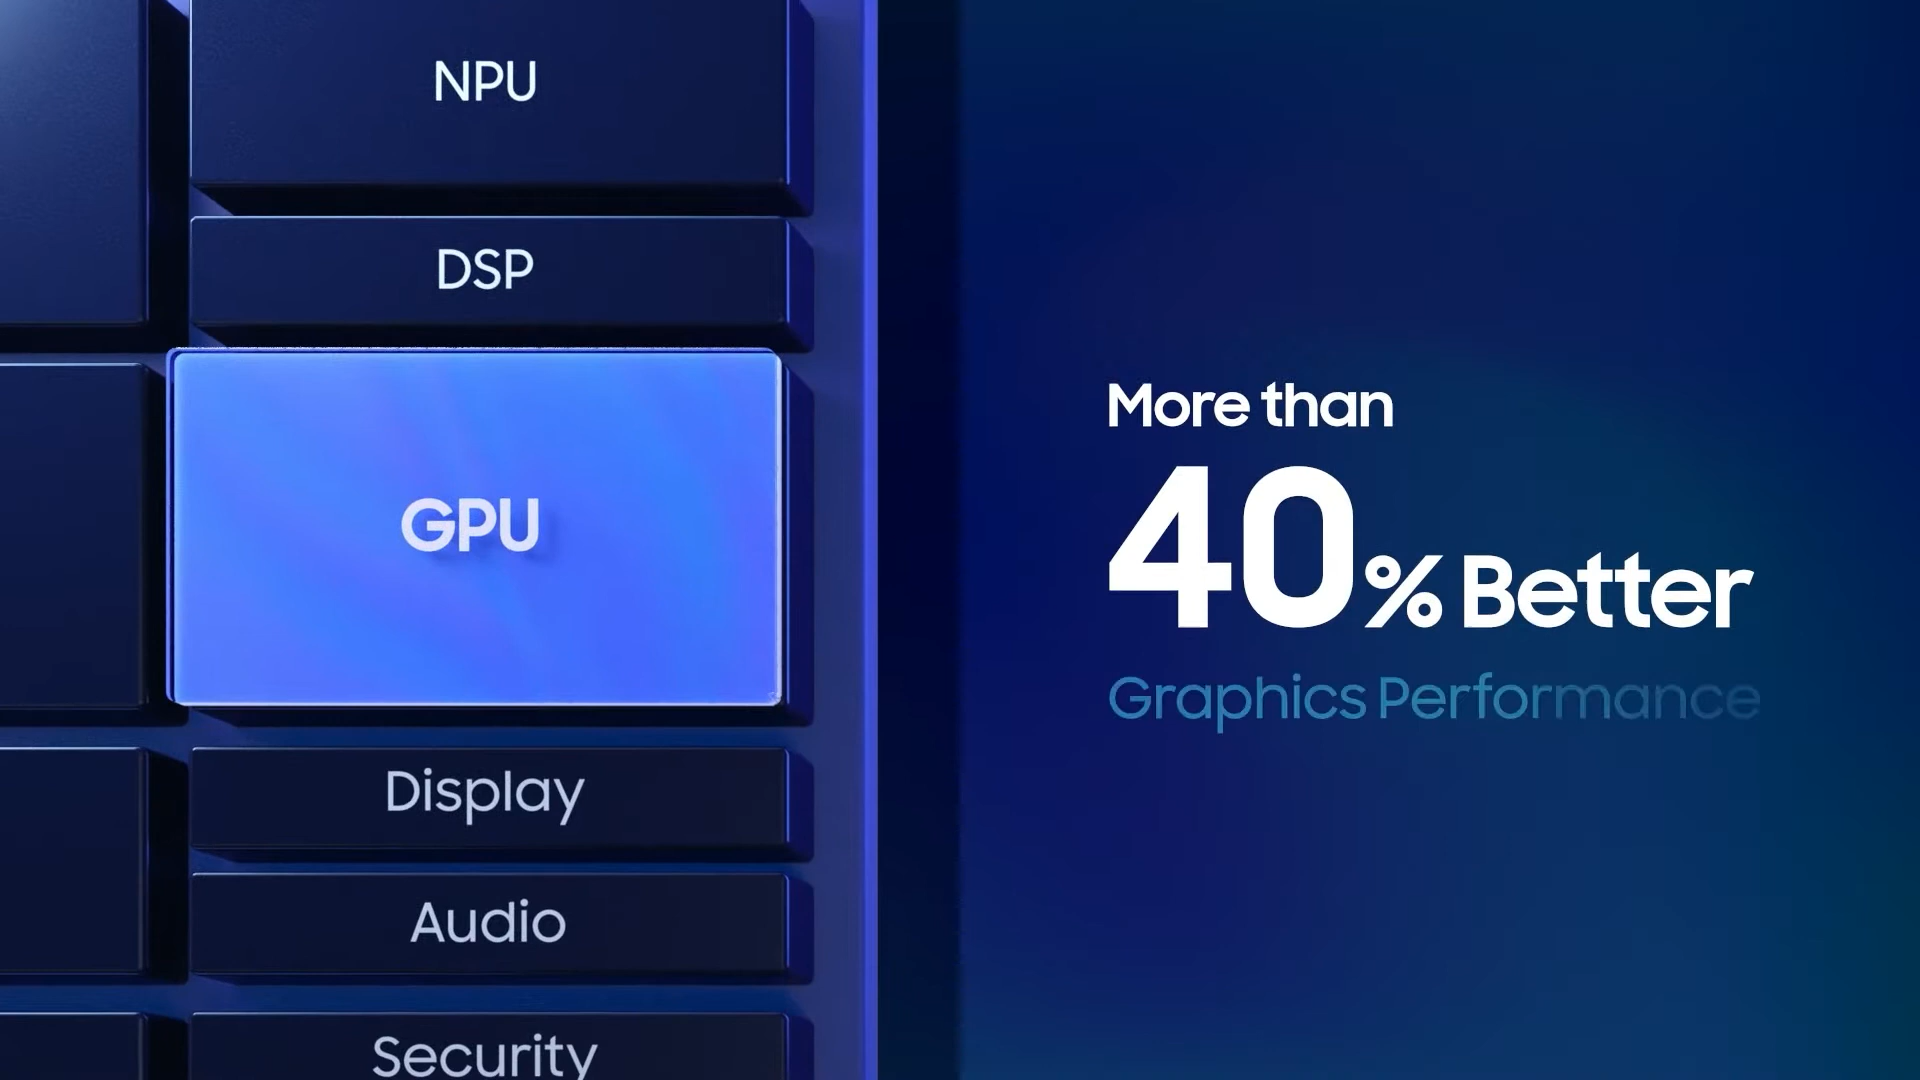 NPU
DSP
GPU
Display
Audio
Security
More than
40% Better
Graphics Performance